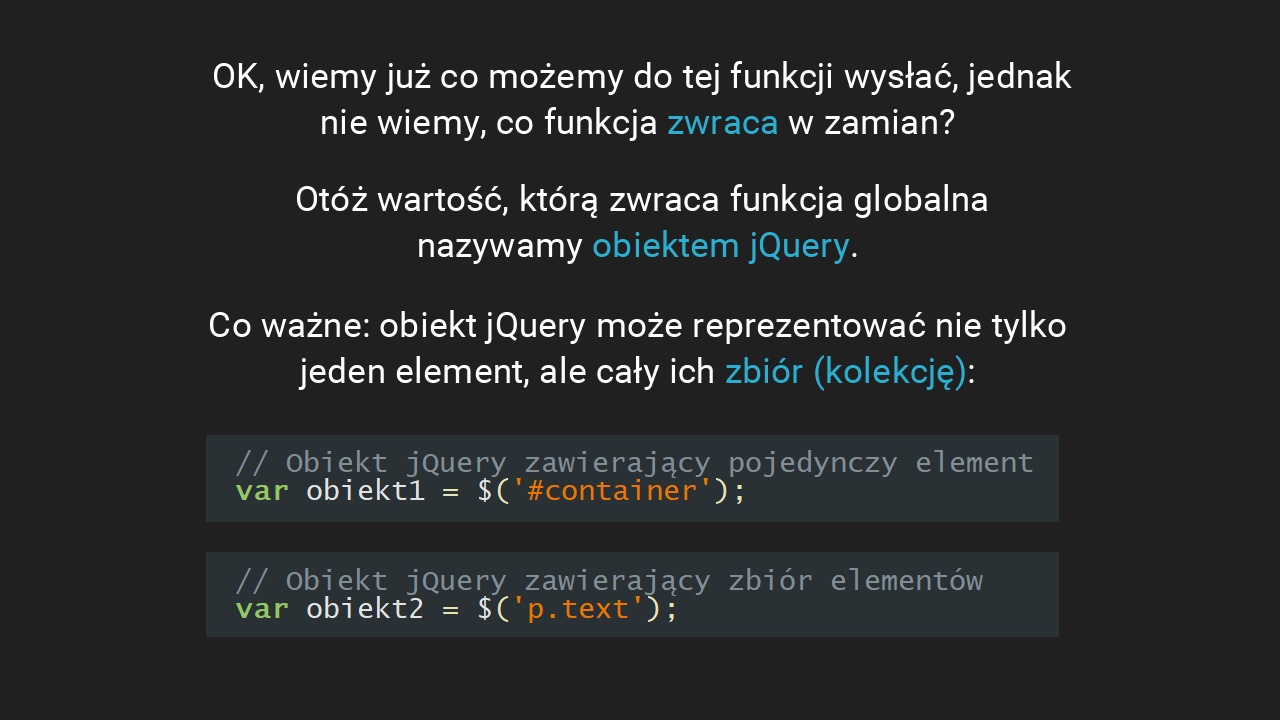 OK, wiemy już co możemy do tej funkcji wysłać, jednak
nie wiemy, co funkcja zwraca w zamian?
Otóż wartość, którą zwraca funkcja globalna
nazywamy obiektem jQuery.
Co ważne: obiekt jQuery może reprezentować nie tylko
jeden element, ale cały ich zbiór (kolekcję):
// Obiekt jQuery zawierający pojedynczy element
var obiekt1 = $('#container');
// Obiekt jQuery zawierający zbiór elementów
var obiekt2 = $('p.text');